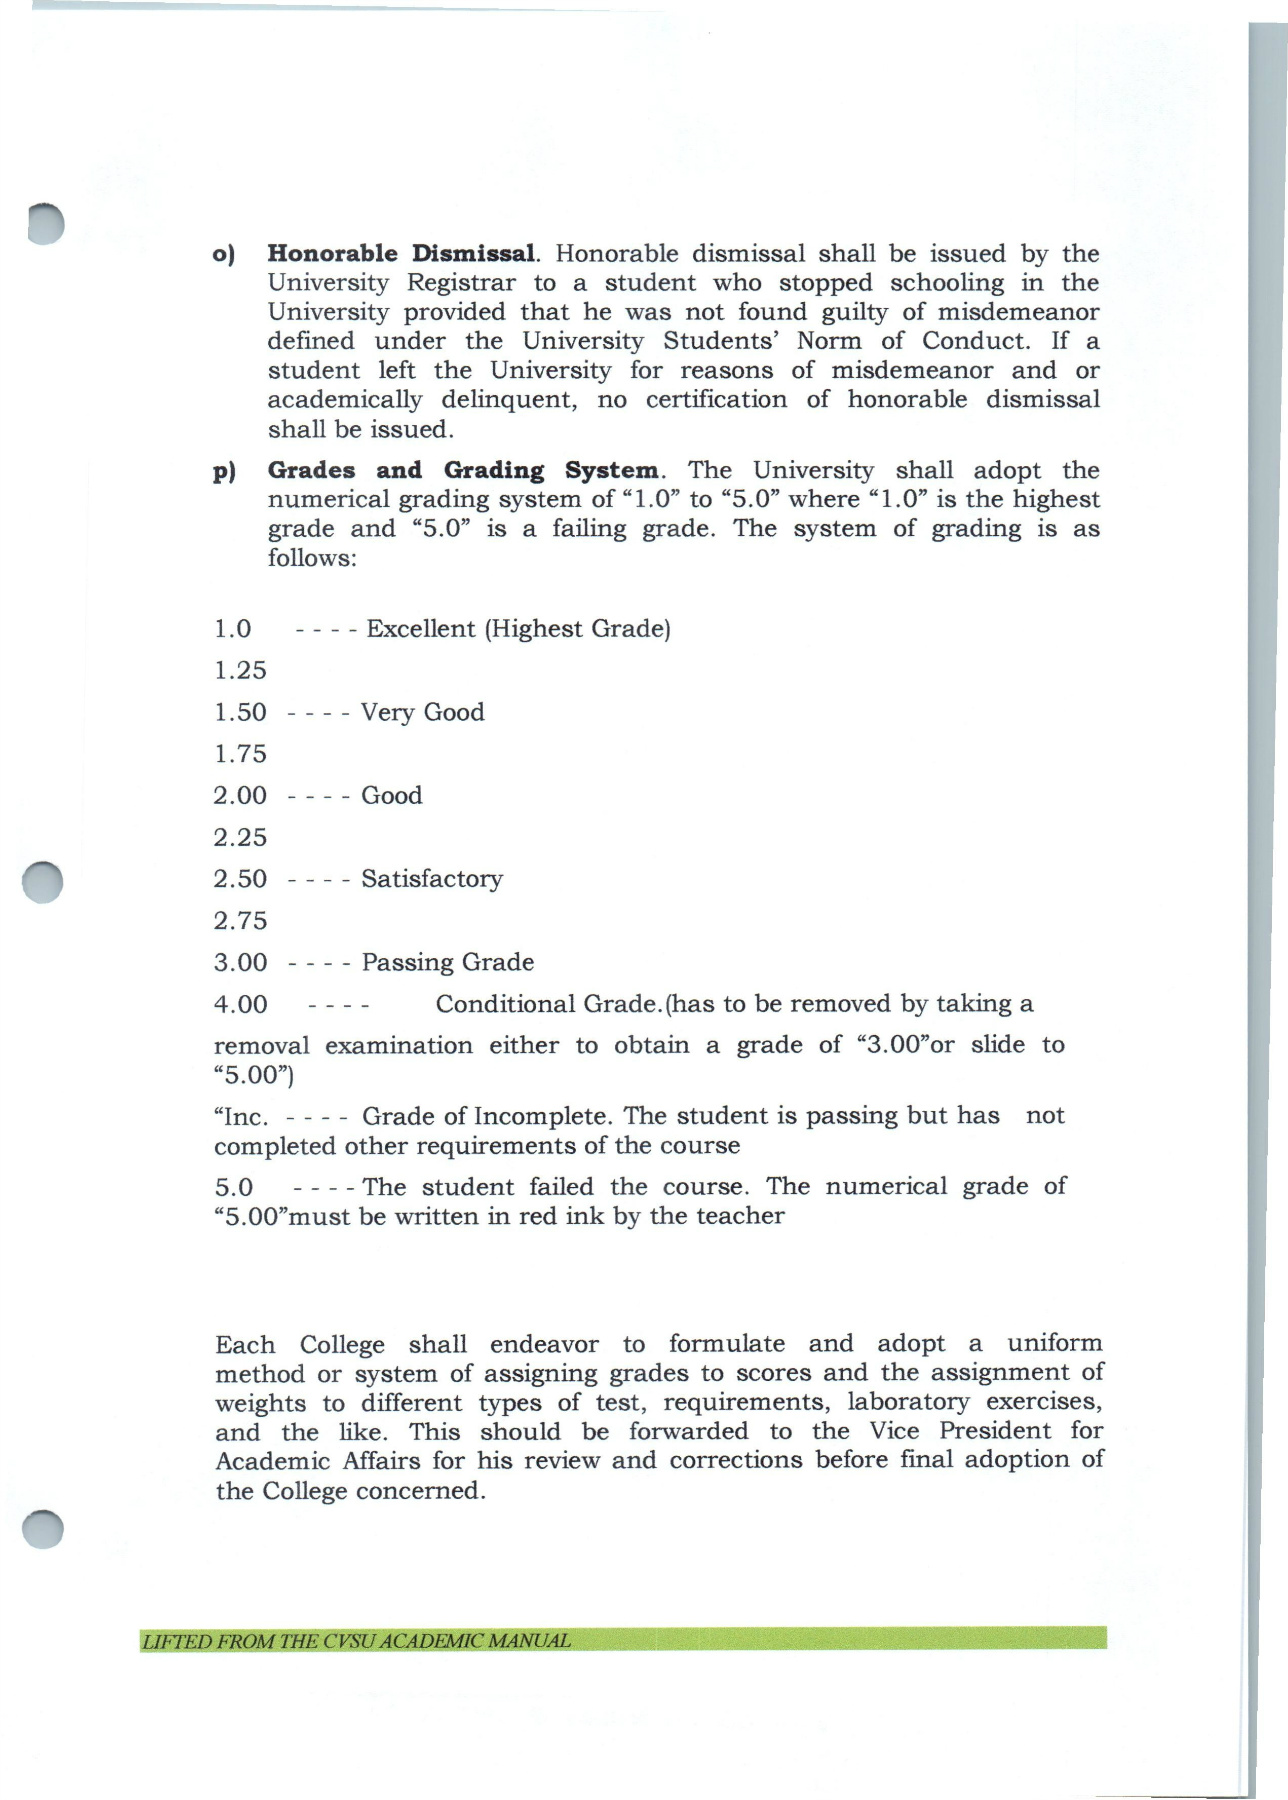 o) Honorable Dismissal. Honorable dismissal shall be issued by the
University Registrar to a student who stopped schooling in the
University provided that he was not found guilty of misdemeanor
defined under the University Students’ Norm of Conduct. If a
student left the University for reasons of misdemeanor and or
academically delinquent, no certification of honorable dismissal
shall be issued.
p) Grades and Grading System. The University shall adopt the
numerical grading system of “1.0” to “5.0” where “1.0” is the highest
grade and “5.0” is a failing grade. The system of grading is as
follows:
1.0 - - - - Excellent (Highest Grade)
1.25
1.50 - - - - Very Good
1.75
2.00 - - - - Good
2.25
2.50 - - - - Satisfactory
2.75
3.00 - - - - Passing Grade
4.00 - - - - Conditional Grade.(has to be removed by taking a
removal examination either to obtain a grade of “3.00”or slide to
“5.00”)
“Inc. - - - - Grade of Incomplete. The student is passing but has not
completed other requirements of the course
5.0 - - - - The student failed the course. The numerical grade of
“5.00”must be written in red ink by the teacher
Each College shall endeavor to formulate and adopt a uniform
method or system of assigning grades to scores and the assignment of
weights to different types of test, requirements, laboratory exercises,
and the like. This should be forwarded to the Vice President for
Academic Affairs for his review and corrections before final adoption of
the College concerned.
LIFTED FROM THE CVSU ACADEMIC MANUAL